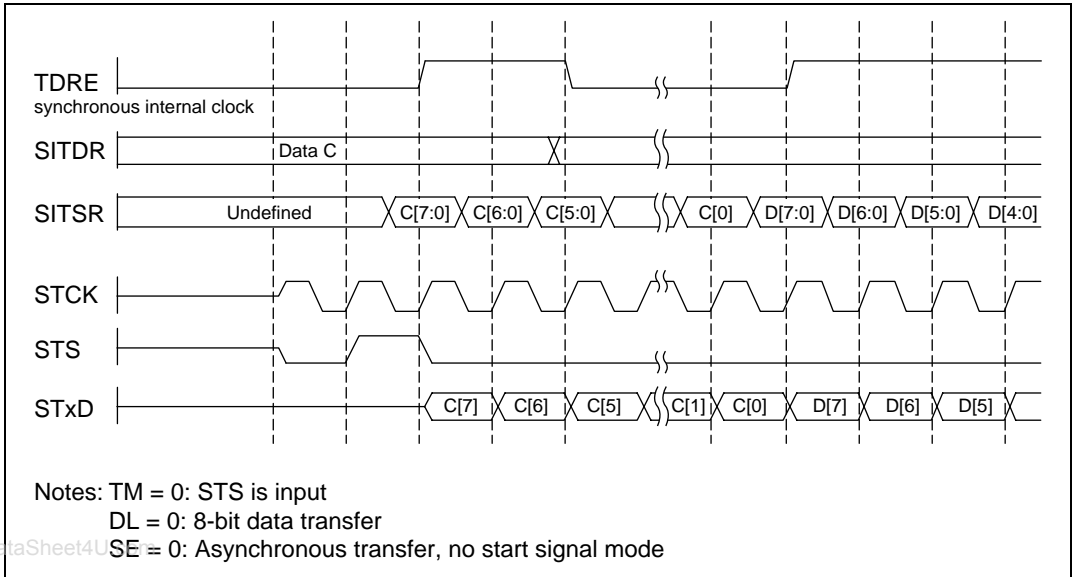 TDRE
synchronous internal clock
SITDR Data C
SITSR Undefined C[7:0] C[6:0] C[5:0] C[0] D[7:0] D[6:0] D[5:0] D[4:0]
STCK
STS
STxD C[7] C[6] C[5] C[1] C[0] D[7] D[6] D[5]
Notes: TM = 0: STS is input
DL = 0: 8-bit data transfer
SE = 0: Asynchronous transfer, no start signal mode